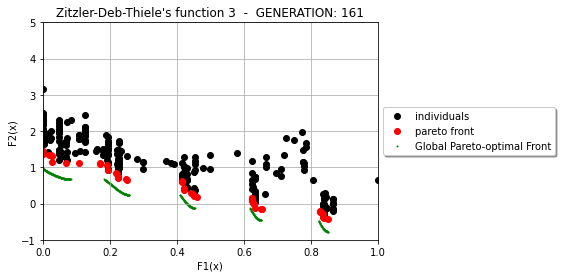 Zitzler-Deb-Thiele's function 3  -  GENERATION: 161
5
4
3
2
1
0
−1
F2(x)
0.0 0.2 0.4 0.6 0.8 1.0
F1(x)
individuals
pareto front
Global Pareto-optimal Front